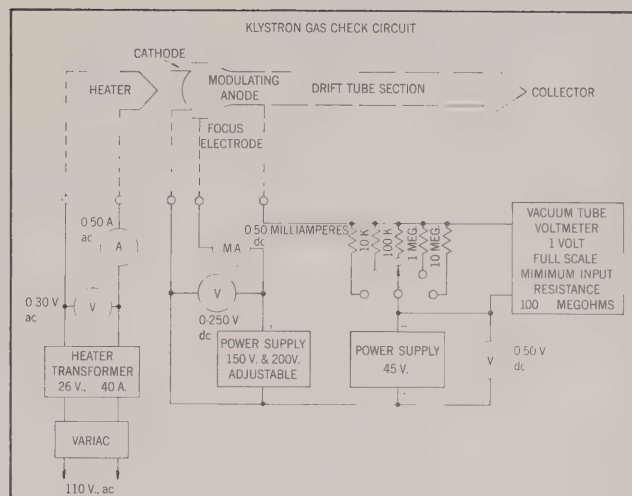 KLYSTRON GAS CHECK CIRCUIT
CATHODE
HEATER
MODULATING
ANODE
DRIFT TUBE SECTION
COLLECTOR
FOCUS
ELECTRODE
0 50 A
ac
A
0 50 MILLIAMPERES
dc
M A
10 K
100 K
1 MEG.
10 MEG.
VACUUM TUBE
VOLTMETER
1 VOLT
FULL SCALE
MIMIMUM INPUT
RESISTANCE
100 MEGOHMS
0 30 V
ac
V
V
0-250 V
dc
V
0 50 V
dc
HEATER
TRANSFORMER
26 V., 40 A.
POWER SUPPLY
150 V. & 200V.
ADJUSTABLE
POWER SUPPLY
45 V.
VARIAC
110 V., ac